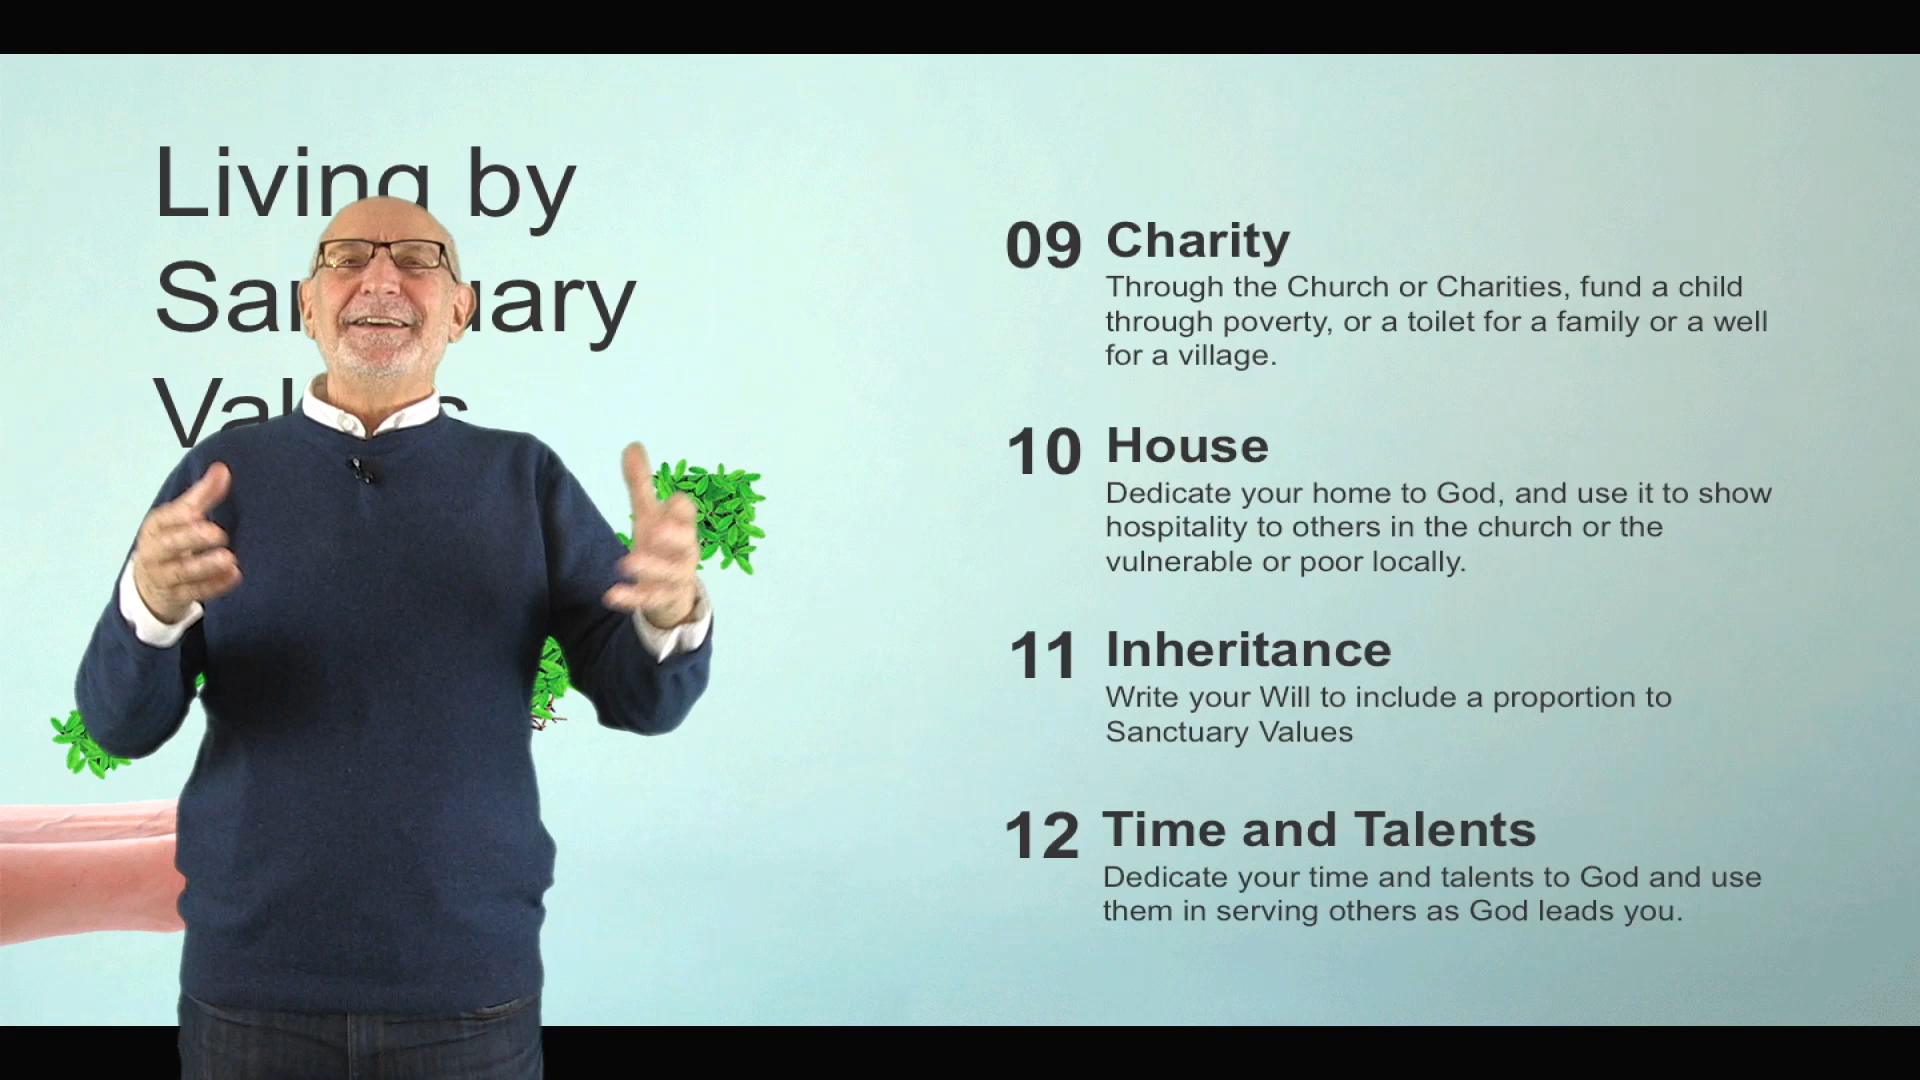 Living by
09 Charity
Through the Church or Charities, fund a child
through poverty, or a toilet for a family or a well
for a village.
10 House
Dedicate your home to God, and use it to show
hospitality to others in the church or the
vulnerable or poor locally.
11 Inheritance
Write your Will to include a proportion to
Sanctuary Values
12 Time and Talents
Dedicate your time and talents to God and use
them in serving others as God leads you.